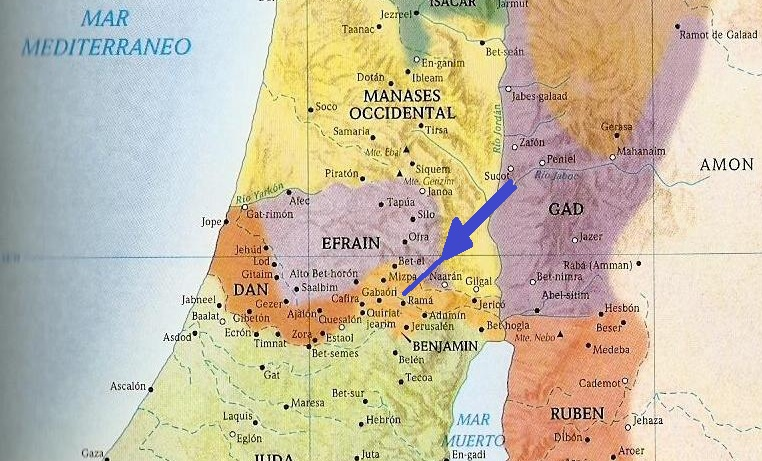 ISACAR
Jarmut
MAR
MEDITERRANEO
Jezreel
Taanac
Ramot de Galaad
Bet-seán
En-ganim
Dotán
Ibleam
Jabes-galaad
MANASES
OCCIDENTAL
Soco
Río Jordán
Tirsa
Samaria
Gerasa
Mte. Ebal
Zafón
Mahanaim
Peniel
AMON
Siquem
Piratón
Mte. Gerizim
Sucot
Río Jaboc
Janoa
Río Yarkón
Afec
Gat-rimón
Tapúa
Silo
GAD
Jope
Ofra
Jazer
EFRAIN
Jehúd
Lod
Bet-el
Rabá (Amman)
Gitaim
Alto Bet-horón
Mizpa
Naarán
Gilgal
Bet-nimra
DAN
Saalbim
Gabaón
Jabneel
Gezer
Cafira
Ramá
Jericó
Abel-sitim
Baalat
Ajalón
Quiriat-
jearim
Adumín
Hesbón
Gibetón
Quesalón
Jerusalén
Bet-hogla
Beser
Asdod
Ecrón
Zora
Estaol
Mte. Nebo
Timnat
BENJAMIN
Medeba
Bet-semes
Belén
Gat
Tecoa
Cademot
Ascalón
Bet-sur
Maresa
MAR
MUERTO
RUBEN
Laquis
Hebrón
Jehaza
Eglón
Dibón
Gaza
JUDA
Juta
En-gadi
Aroer